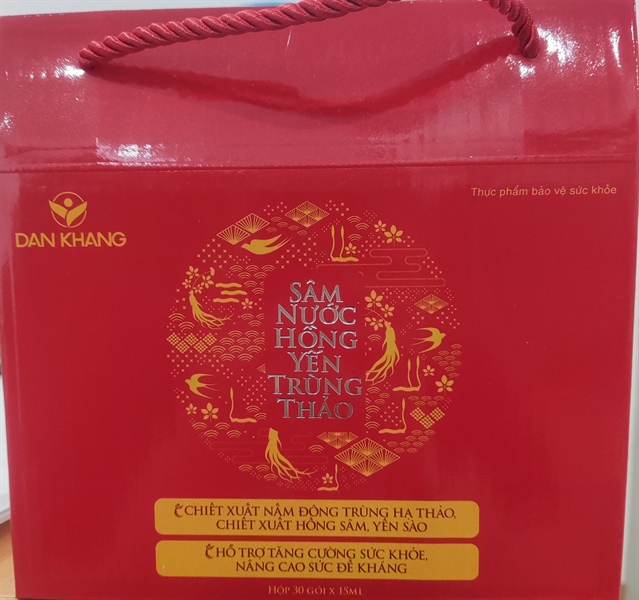 Thực phẩm bảo vệ sức khỏe
DAN KHANG
SÂM
NƯỚC
HỒNG
YẾN
TRÙNG
THẢO
CHIẾT XUẤT NẤM ĐÔNG TRÙNG HẠ THẢO,
CHIẾT XUẤT HỒNG SÂM, YẾN SÀO
HỖ TRỢ TĂNG CƯỜNG SỨC KHỎE,
NÂNG CAO SỨC ĐỀ KHÁNG
HỘP 30 GÓI X 15ML